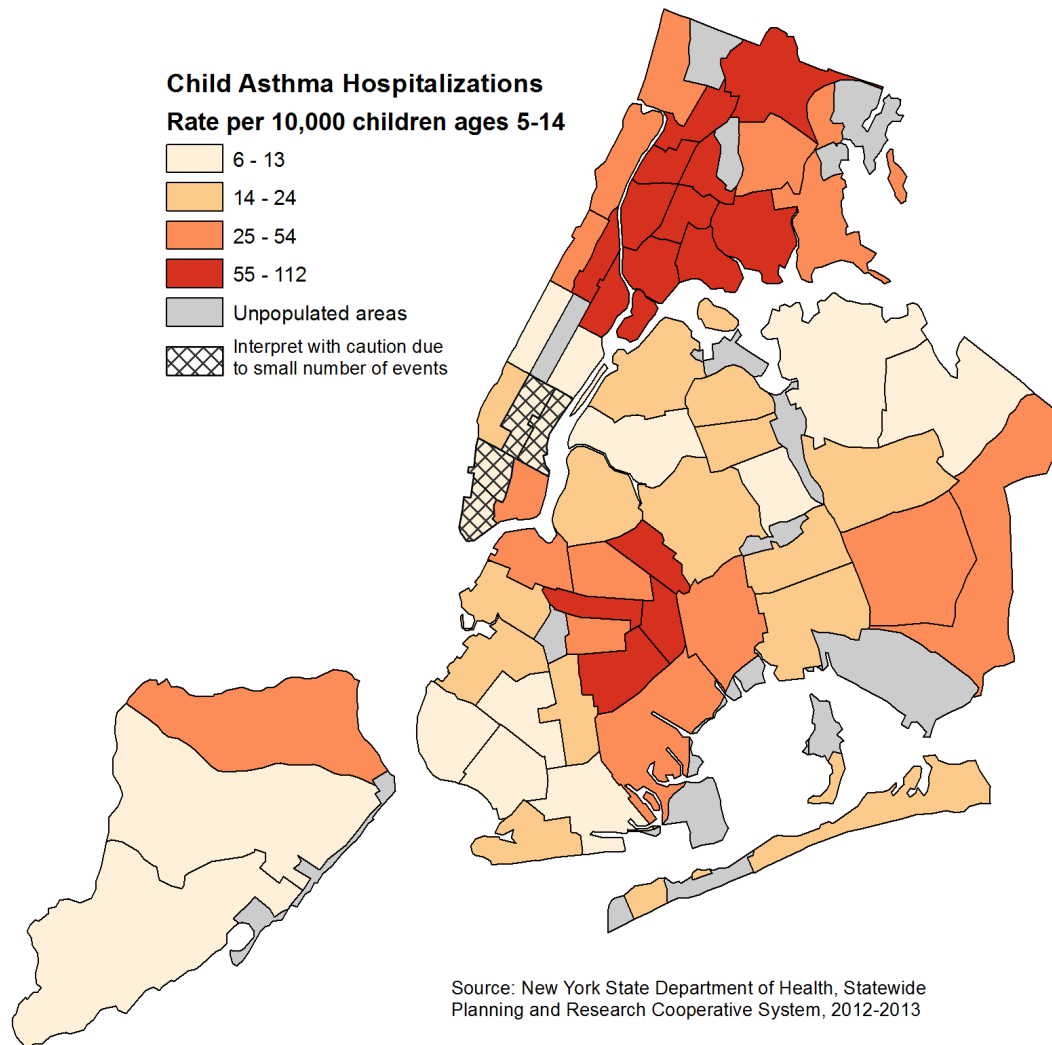 Child Asthma Hospitalizations
Rate per 10,000 children ages 5-14
6 - 13
14 - 24
25 - 54
55 - 112
Unpopulated areas
Interpret with caution due
to small number of events
Source: New York State Department of Health, Statewide
Planning and Research Cooperative System, 2012-2013